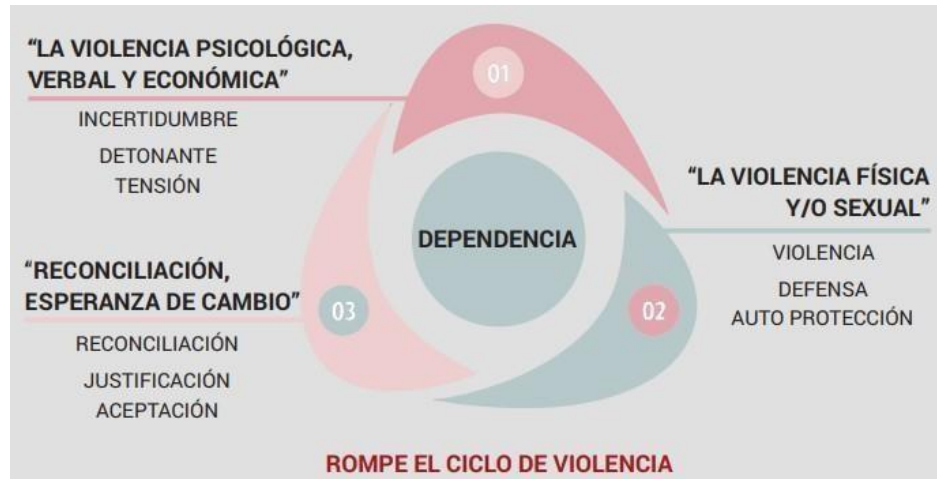 “LA VIOLENCIA PSICOLÓGICA,
VERBAL Y ECONÓMICA”
INCERTIDUMBRE
DETONANTE
TENSIÓN
01
“LA VIOLENCIA FÍSICA
Y/O SEXUAL”
VIOLENCIA
DEFENSA
AUTO PROTECCIÓN
02
DEPENDENCIA
“RECONCILIACIÓN,
ESPERANZA DE CAMBIO”
RECONCILIACIÓN
JUSTIFICACIÓN
ACEPTACIÓN
03
ROMPE EL CICLO DE VIOLENCIA